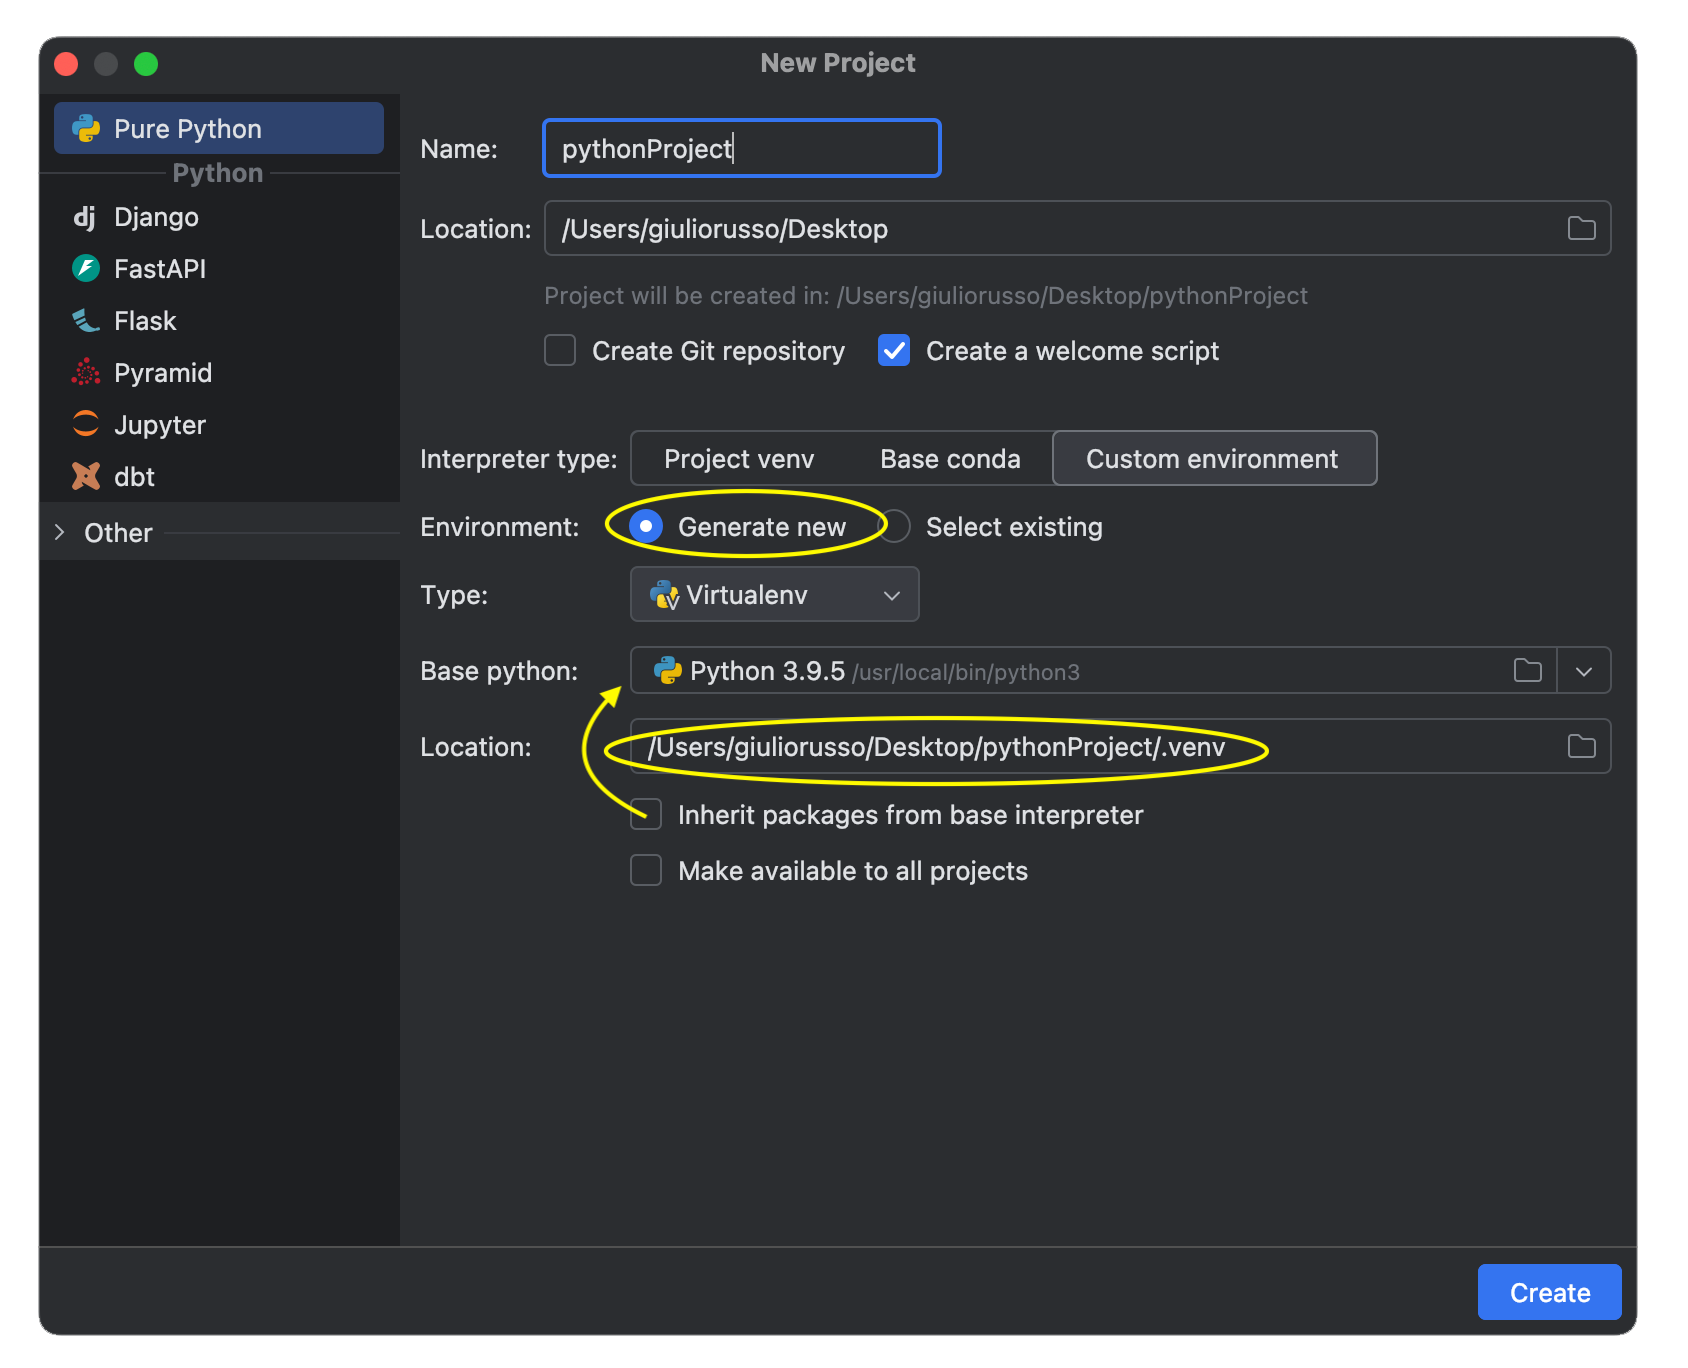 New Project
Pure Python
Python
dj Django
FastAPI
Flask
Pyramid
Jupyter
dbt
Other
Name: pythonProject
Location: /Users/giuliorusso/Desktop
Project will be created in: /Users/giuliorusso/Desktop/pythonProject
Create Git repository Create a welcome script
Interpreter type: Project venv Base conda Custom environment
Environment: Generate new Select existing
Type: Virtualenv
Base python: Python 3.9.5 /usr/local/bin/python3
Location: /Users/giuliorusso/Desktop/pythonProject/.venv
Inherit packages from base interpreter
Make available to all projects
Create